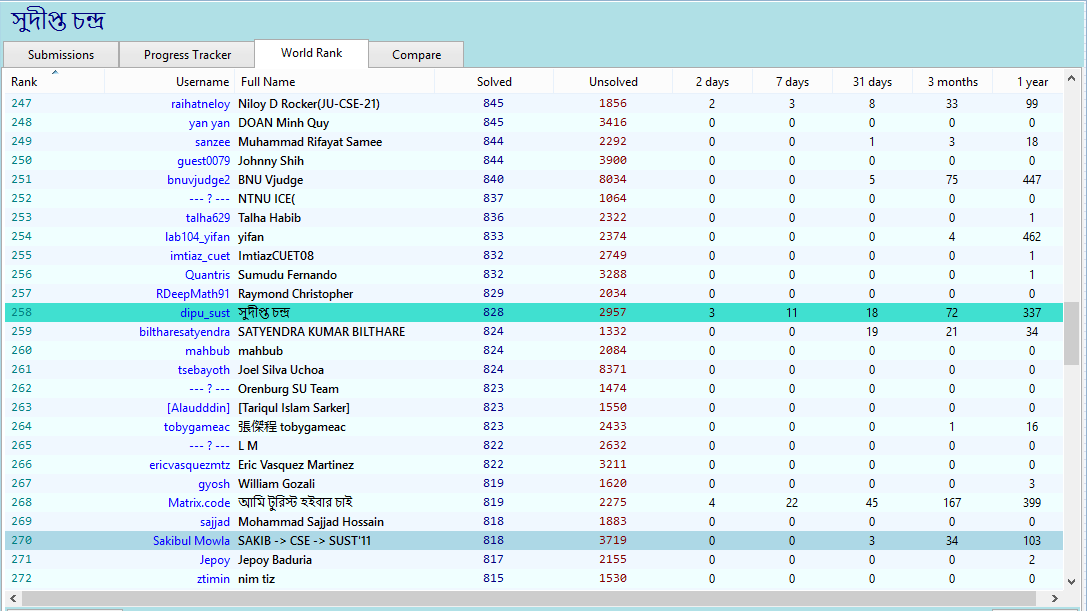 সুদীপ্ত চন্দ্র
Submissions Progress Tracker World Rank Compare
Rank Username Full Name Solved Unsolved 2 days 7 days 31 days 3 months 1 year
247 raihatneloy Niloy D Rocker(JU-CSE-21) 845 1856 2 3 8 33 99
248 yan yan DOAN Minh Quy 845 3416 0 0 0 0 0
249 sanzee Muhammad Rifayat Samee 844 2292 0 0 1 3 18
250 guest0079 Johnny Shih 844 3900 0 0 0 0 0
251 bnuvjudge2 BNU Vjudge 840 8034 0 0 5 75 447
252 --- ? --- NTNU ICE( 837 1064 0 0 0 0 0
253 talha629 Talha Habib 836 2322 0 0 0 0 1
254 lab104_yifan yifan 833 2374 0 0 0 4 462
255 imtiaz_cuet ImtiazCUET08 832 2749 0 0 0 0 1
256 Quantris Sumudu Fernando 832 3288 0 0 0 0 1
257 RDeepMath91 Raymond Christopher 829 2034 0 0 0 0 0
258 dipu_sust সুদীপ্ত চন্দ্র 828 2957 3 11 18 72 337
259 biltharesatyendra SATYENDRA KUMAR BILTHARE 824 1332 0 0 19 21 34
260 mahbub mahbub 824 2084 0 0 0 0 0
261 tsebayoth Joel Silva Uchoa 824 8371 0 0 0 0 0
262 --- ? --- Orenburg SU Team 823 1474 0 0 0 0 0
263 [Alaudddin] [Tariqul Islam Sarker] 823 1550 0 0 0 0 0
264 tobygameac 張傑程 tobygameac 823 2433 0 0 0 1 16
265 --- ? --- L M 822 2632 0 0 0 0 0
266 ericvasquezmtz Eric Vasquez Martinez 822 3211 0 0 0 0 0
267 gyosh William Gozali 819 1620 0 0 0 0 3
268 Matrix.code আমি টুরিস্ট হইবার চাই 819 2275 4 22 45 167 399
269 sajjad Mohammad Sajjad Hossain 818 1883 0 0 0 0 0
270 Sakibul Mowla SAKIB -> CSE -> SUST'11 818 3719 0 0 3 34 103
271 Jepoy Jepoy Baduria 817 2155 0 0 0 0 2
272 ztimin nim tiz 815 1530 0 0 0 0 0